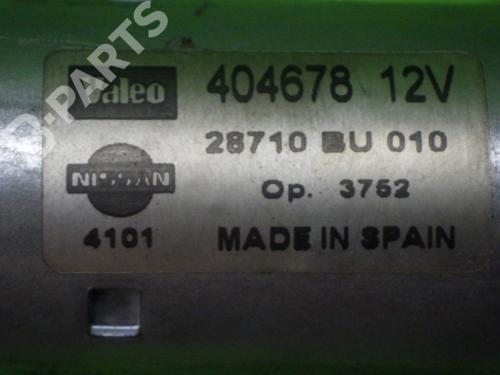 B-PARTS
Valeo 404678 12V
28710 BU 010
NISSAN
Op. 3752
4101 MADE IN SPAIN